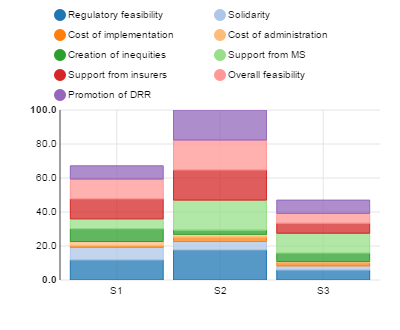 Regulatory feasibility Solidarity
Cost of implementation Cost of administration
Creation of inequities Support from MS
Support from insurers Overall feasibility
Promotion of DRR
100.0
80.0
60.0
40.0
20.0
0.0
S1 S2 S3